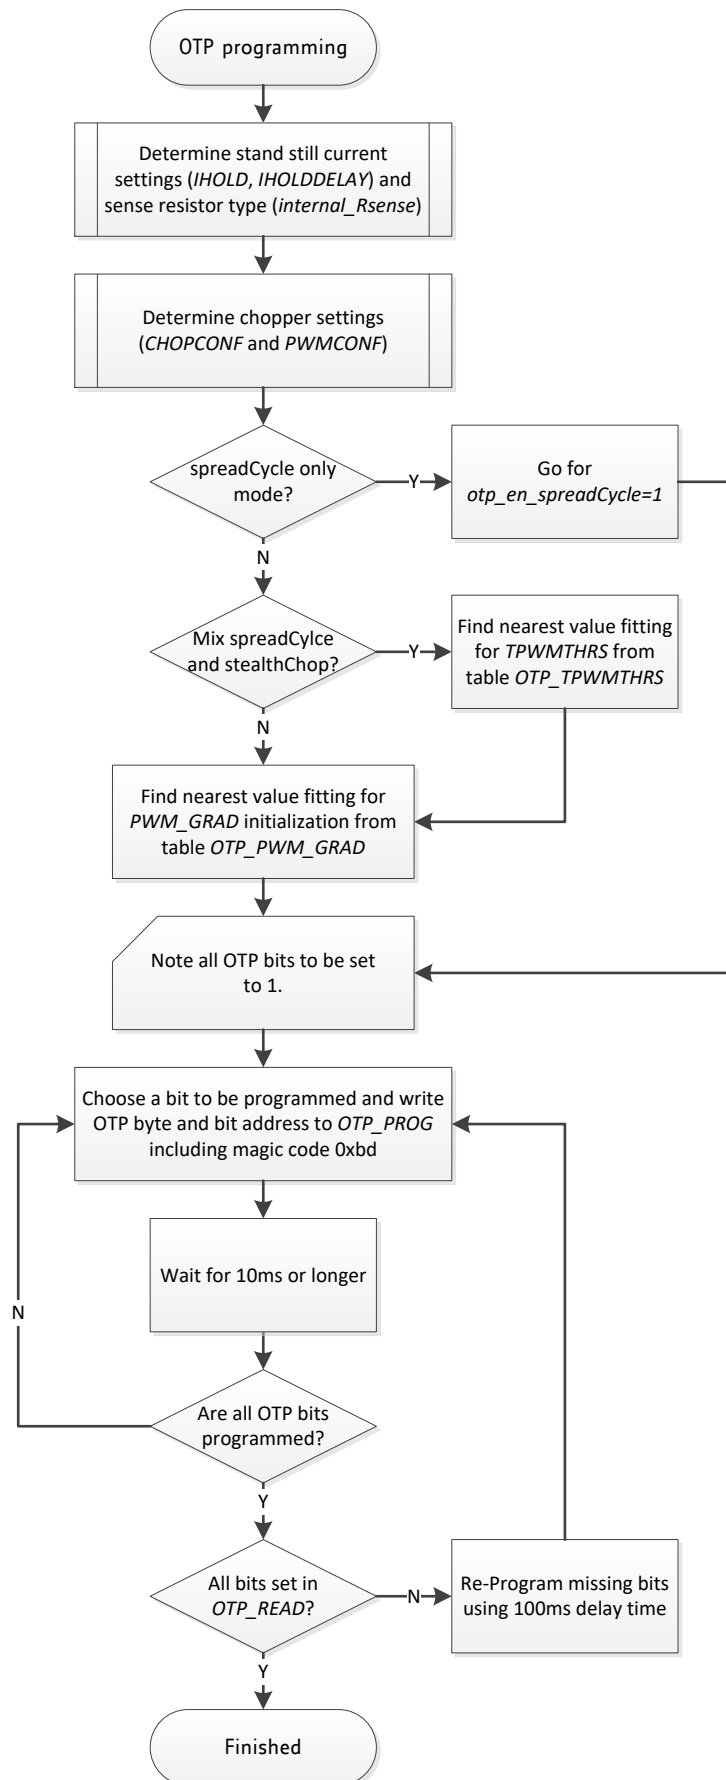 OTP programming
Determine stand still current
settings (IHOLD, IHOLDDELAY) and
sense resistor type (internal_Rsense)
Determine chopper settings
(CHOPCONF and PWMCONF)
spreadCycle only
mode?
Y
Go for
otp_en_spreadCycle=1
N
Mix spreadCylce
and stealthChop?
Y
Find nearest value fitting
for TPWMTHRS from
table OTP_TPWMTHRS
N
Find nearest value fitting for
PWM_GRAD initialization from
table OTP_PWM_GRAD
Note all OTP bits to be set
to 1.
Choose a bit to be programmed and write
OTP byte and bit address to OTP_PROG
including magic code 0xbd
Wait for 10ms or longer
N
Are all OTP bits
programmed?
Y
All bits set in
OTP_READ?
N
Re-Program missing bits
using 100ms delay time
Y
Finished